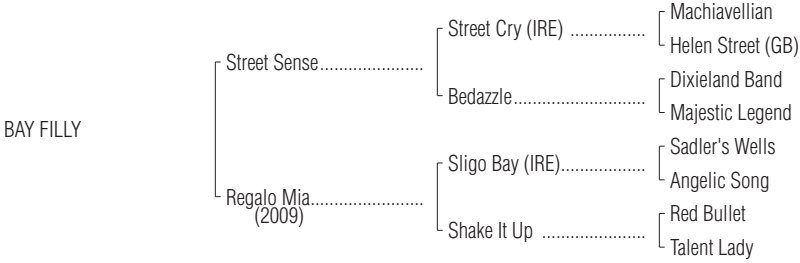 Machiavellian
Street Cry (IRE) ................
Helen Street (GB)
Street Sense......................
Dixieland Band
Bedazzle............................
Majestic Legend
BAY FILLY
Sadler's Wells
Sligo Bay (IRE)..................
Angelic Song
Regalo Mia........................
(2009)
Red Bullet
Shake It Up ......................
Talent Lady